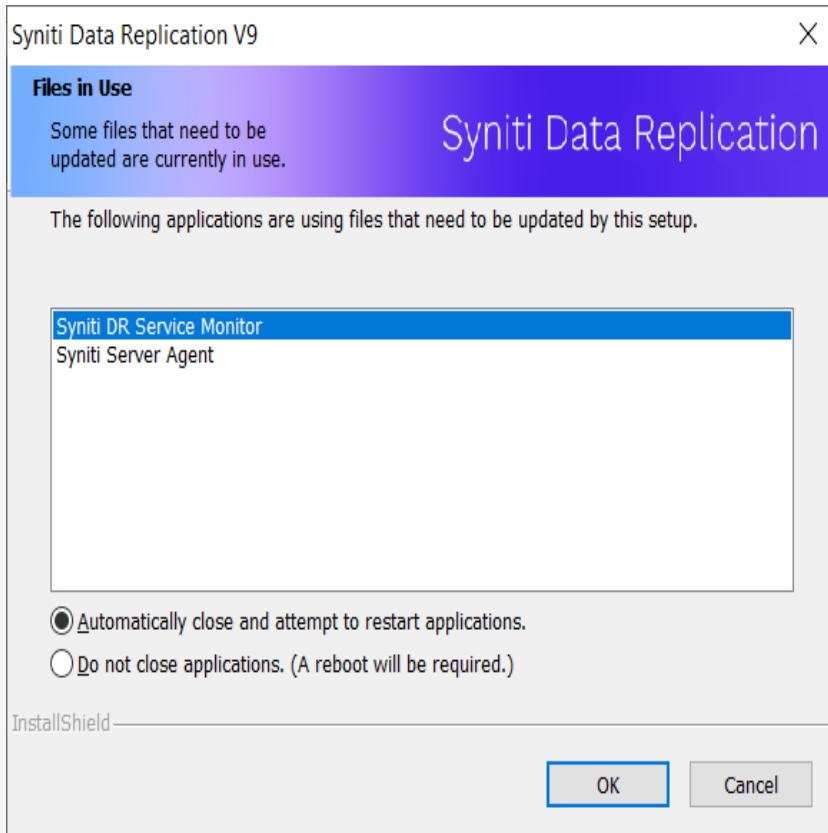 Syniti Data Replication V9
Files in Use
Some files that need to be
updated are currently in use.
Syniti Data Replication
The following applications are using files that need to be updated by this setup.
Syniti DR Service Monitor
Syniti Server Agent
Automatically close and attempt to restart applications.
Do not close applications. (A reboot will be required.)
InstallShield
OK
Cancel